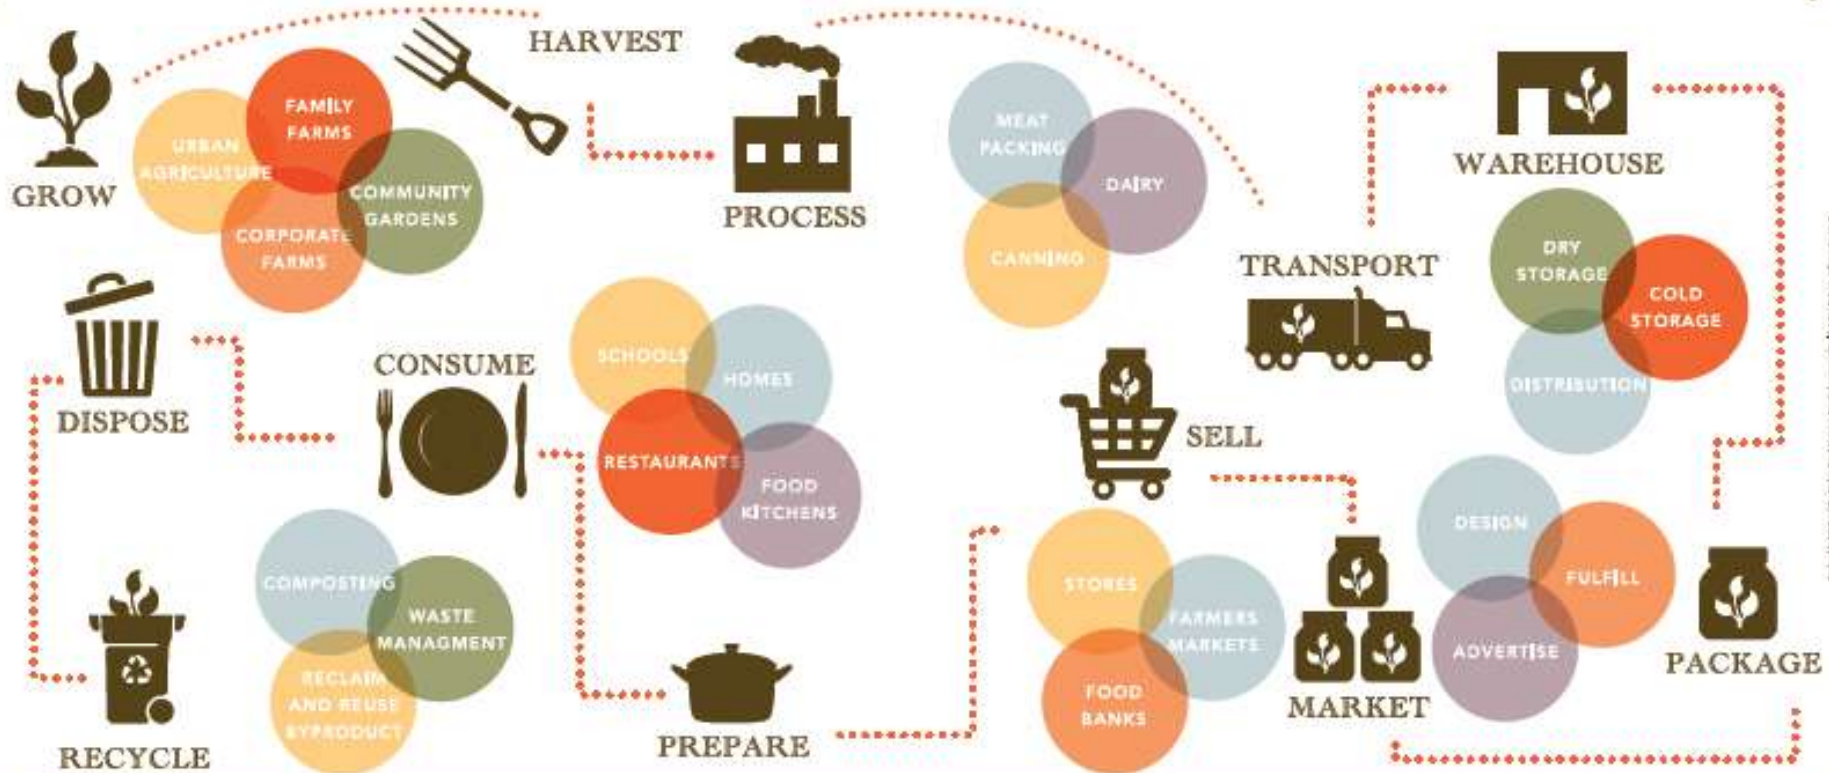 HARVEST
GROW
URBAN
AGRICULTURE
FAMILY
FARMS
COMMUNITY
GARDENS
CORPORATE
FARMS
PROCESS
MEAT
PACKING
DAIRY
CANNING
TRANSPORT
WAREHOUSE
DRY
STORAGE
COLD
STORAGE
DISTRIBUTION
PACKAGE
DESIGN
FULFILL
ADVERTISE
MARKET
SELL
STORES
FARMERS
MARKETS
FOOD
BANKS
PREPARE
SCHOOLS
HOMES
RESTAURANTS
FOOD
KITCHENS
CONSUME
DISPOSE
COMPOSTING
WASTE
MANAGMENT
RECLAIM
AND REUSE
BYPRODUCT
RECYCLE